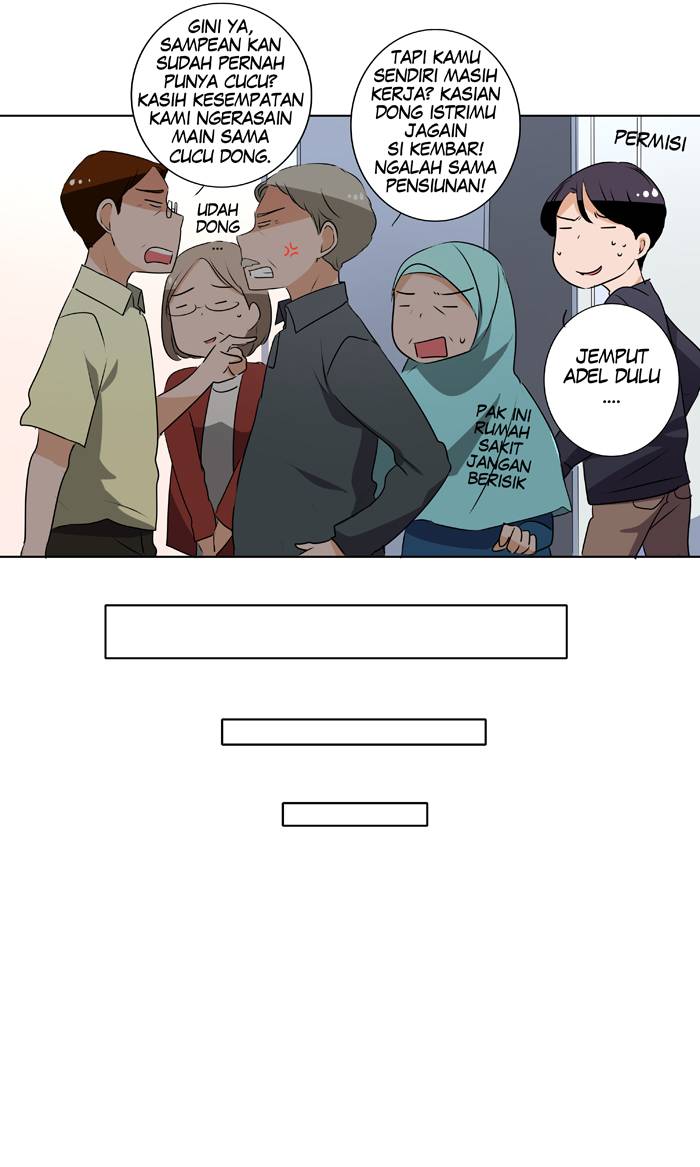 GINI YA,
SAMPEAN KAN
SUDAH PERNAH
PUNYA CUCU?
KASIH KESEMPATAN
KAMI NGERASAIN
MAIN SAMA
CUCU DONG.
TAPI KAMU
SENDIRI MASIH
KERJA? KASIAN
DONG ISTRIMU
JAGAIN
SI KEMBAR!
NGALAH SAMA
PENSIUNAN!
UDAH
DONG
...
PERMISI
JEMPUT
ADEL DULU
....
PAK INI
RUMAH
SAKIT
JANGAN
BERISIK